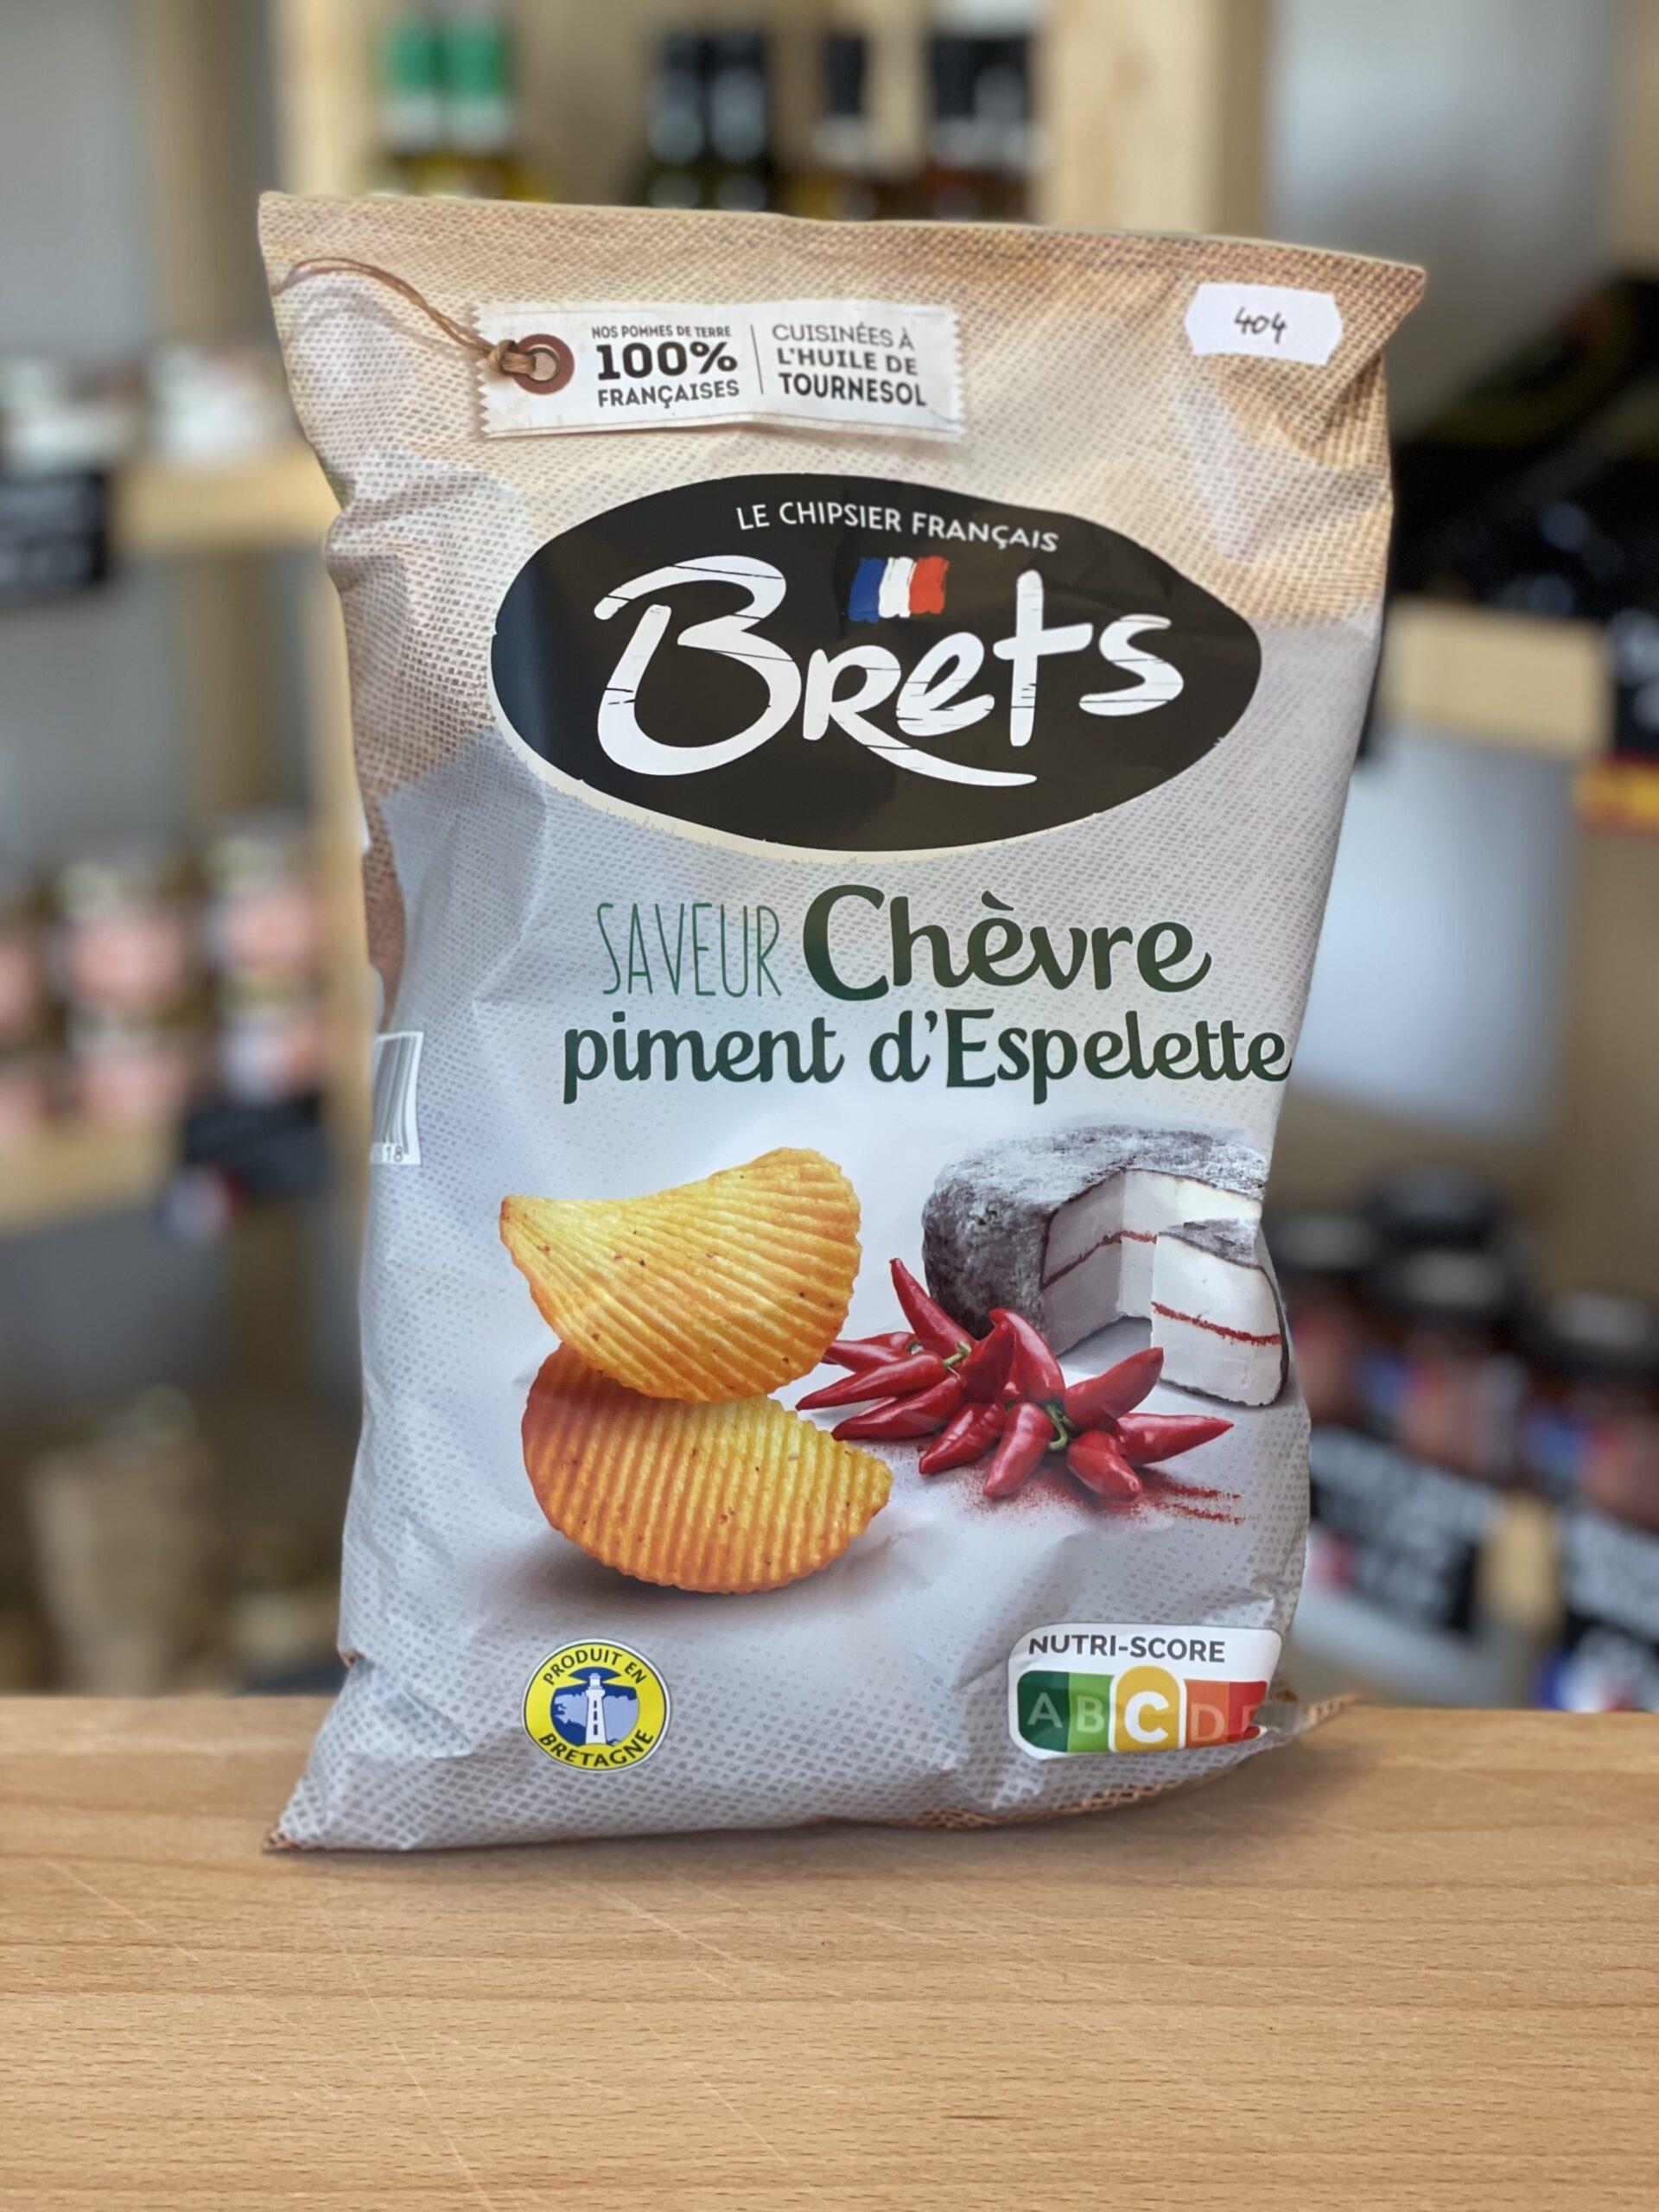 404
NOS POMMES DE TERRE
100%
FRANÇAISES
CUISINÉES À
L'HUILE DE
TOURNESOL
LE CHIPSIER FRANÇAIS
Brets
SAVEUR Chèvre
piment d'Espelette
18
PRODUIT EN
BRETAGNE
NUTRI-SCORE
A B C D E